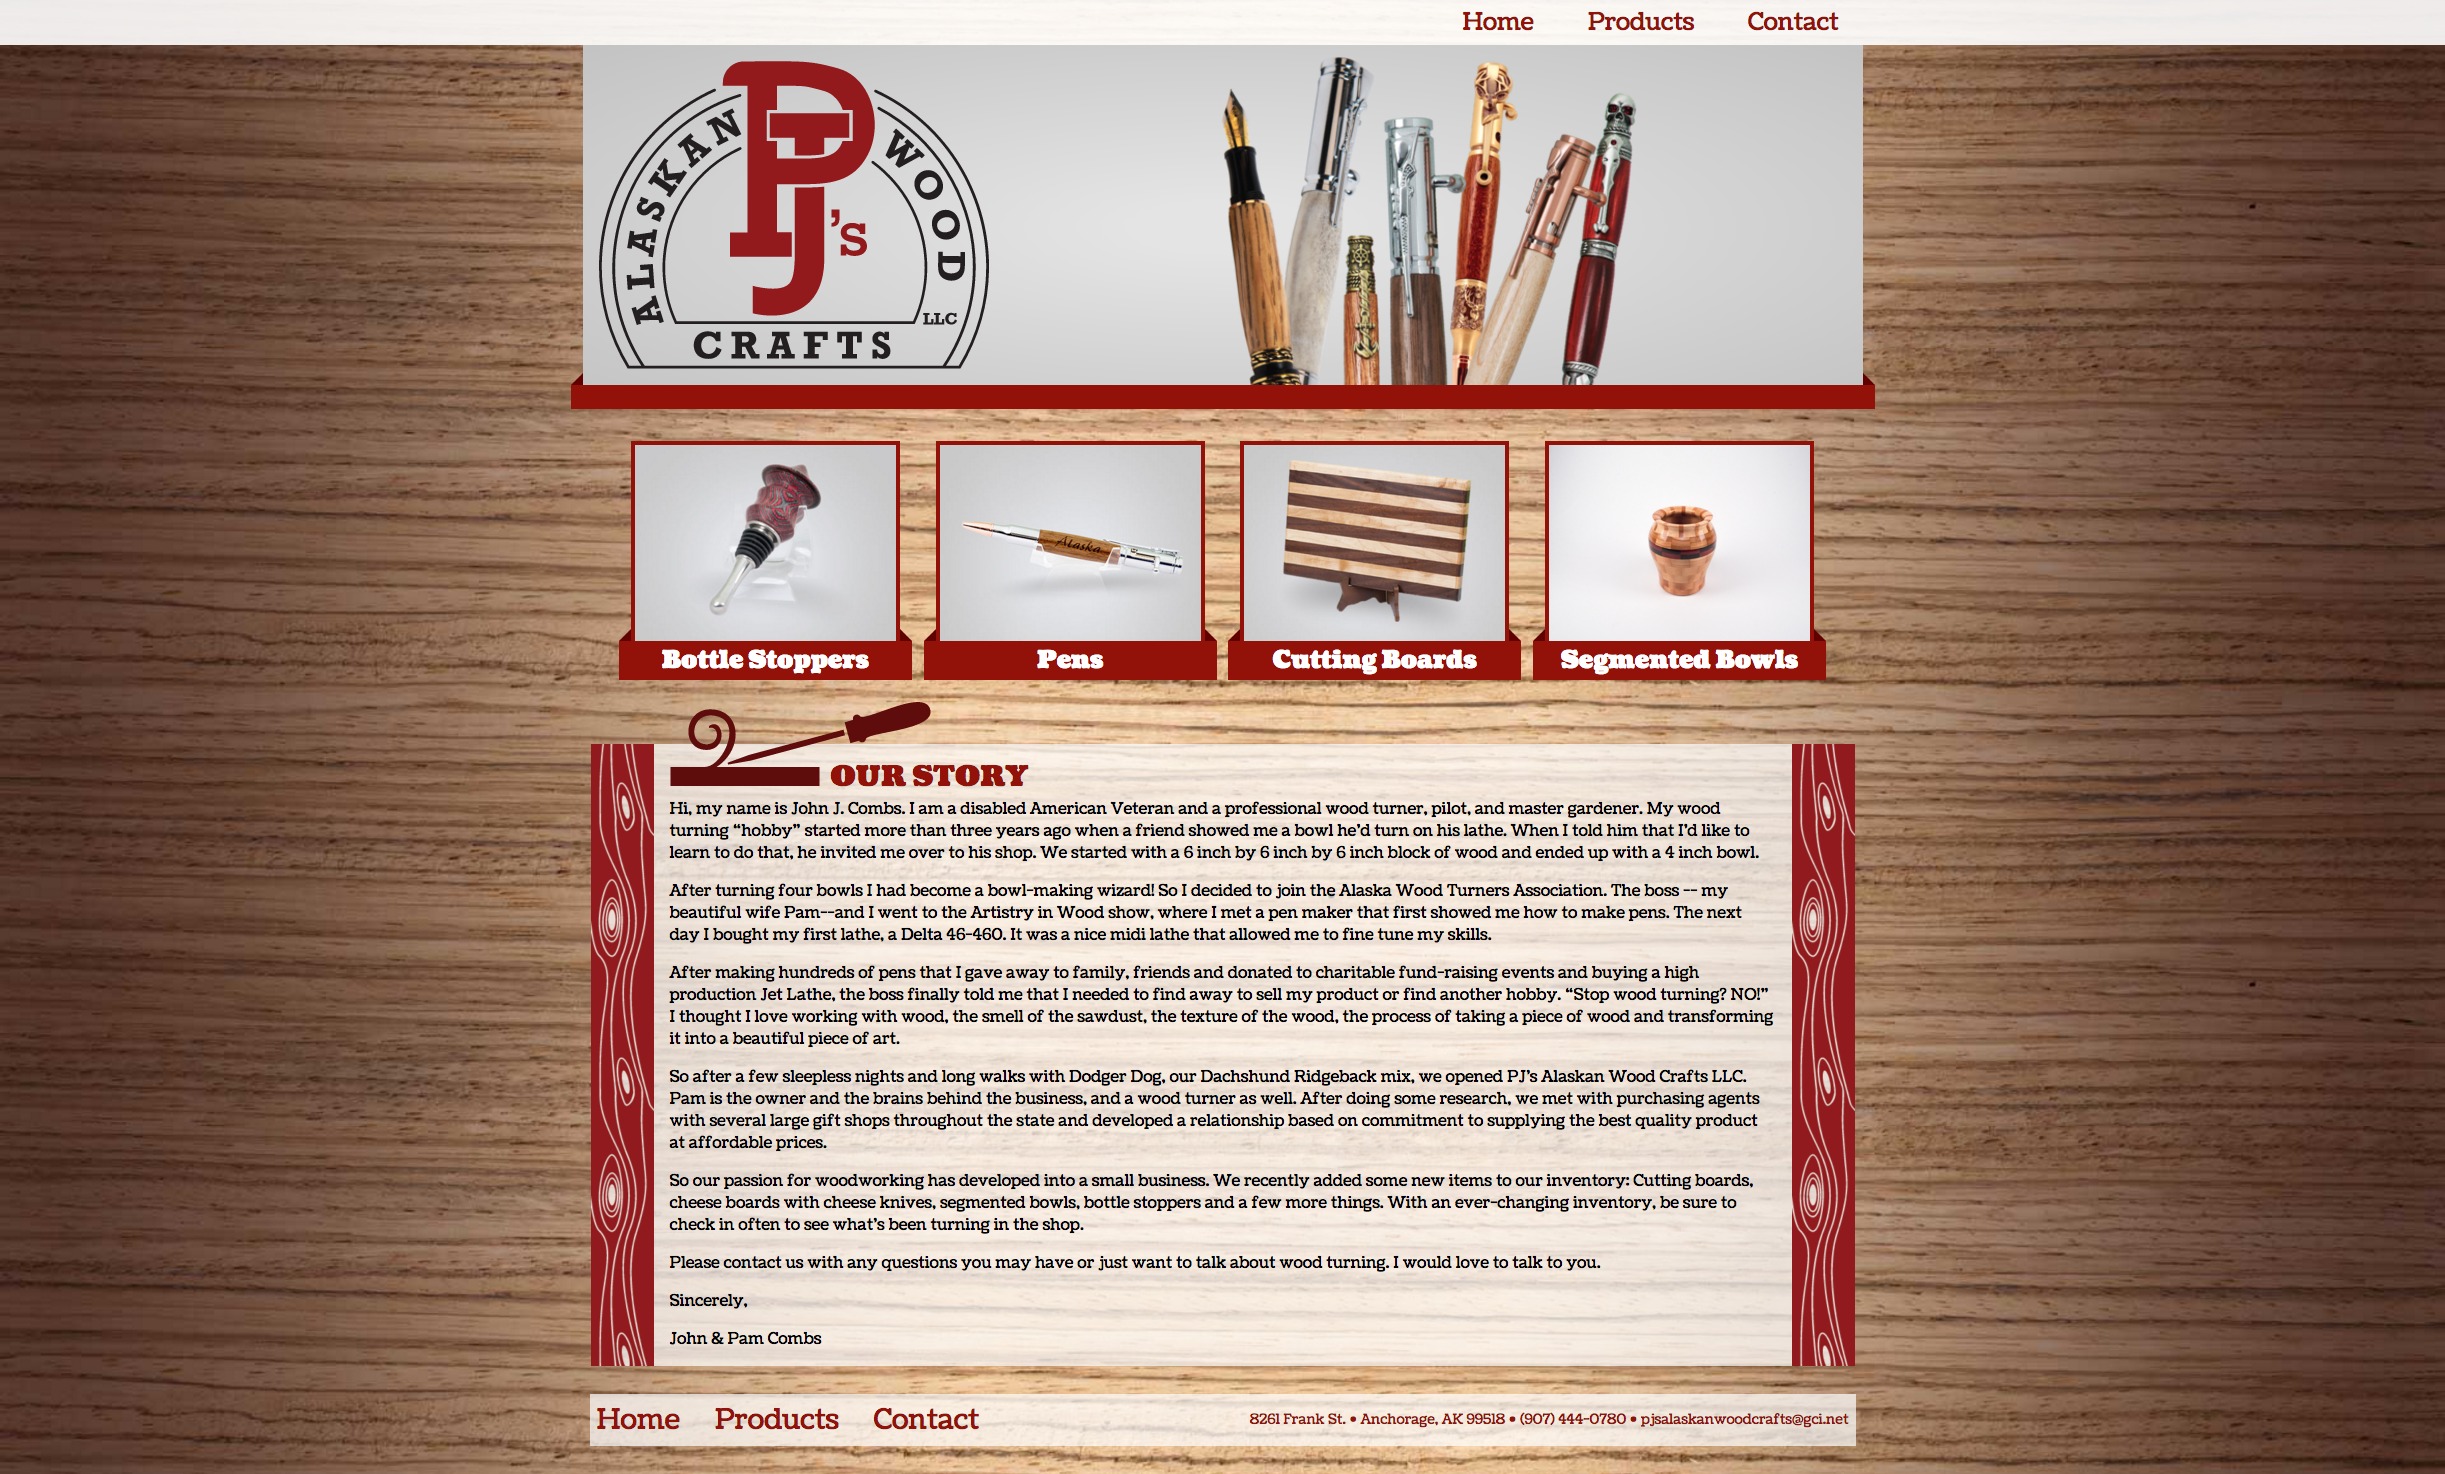 Home Products Contact
ALASKAN PJ's WOOD
LLC
CRAFTS
Alaska
Bottle Stoppers
Pens
Cutting Boards
Segmented Bowls
OUR STORY
Hi, my name is John J. Combs. I am a disabled American Veteran and a professional wood turner, pilot, and master gardener. My wood
turning “hobby” started more than three years ago when a friend showed me a bowl he’d turn on his lathe. When I told him that I’d like to
learn to do that, he invited me over to his shop. We started with a 6 inch by 6 inch by 6 inch block of wood and ended up with a 4 inch bowl.
After turning four bowls I had become a bowl-making wizard! So I decided to join the Alaska Wood Turners Association. The boss -- my
beautiful wife Pam--and I went to the Artistry in Wood show, where I met a pen maker that first showed me how to make pens. The next
day I bought my first lathe, a Delta 46-460. It was a nice midi lathe that allowed me to fine tune my skills.
After making hundreds of pens that I gave away to family, friends and donated to charitable fund-raising events and buying a high
production Jet Lathe, the boss finally told me that I needed to find away to sell my product or find another hobby. “Stop wood turning? NO!”
I thought I love working with wood, the smell of the sawdust, the texture of the wood, the process of taking a piece of wood and transforming
it into a beautiful piece of art.
So after a few sleepless nights and long walks with Dodger Dog, our Dachshund Ridgeback mix, we opened PJ’s Alaskan Wood Crafts LLC.
Pam is the owner and the brains behind the business, and a wood turner as well. After doing some research, we met with purchasing agents
with several large gift shops throughout the state and developed a relationship based on commitment to supplying the best quality product
at affordable prices.
So our passion for woodworking has developed into a small business. We recently added some new items to our inventory: Cutting boards,
cheese boards with cheese knives, segmented bowls, bottle stoppers and a few more things. With an ever-changing inventory, be sure to
check in often to see what’s been turning in the shop.
Please contact us with any questions you may have or just want to talk about wood turning. I would love to talk to you.
Sincerely,
John & Pam Combs
Home Products Contact
8261 Frank St. • Anchorage, AK 99518 • (907) 444-0780 • pjsalaskanwoodcrafts@gci.net